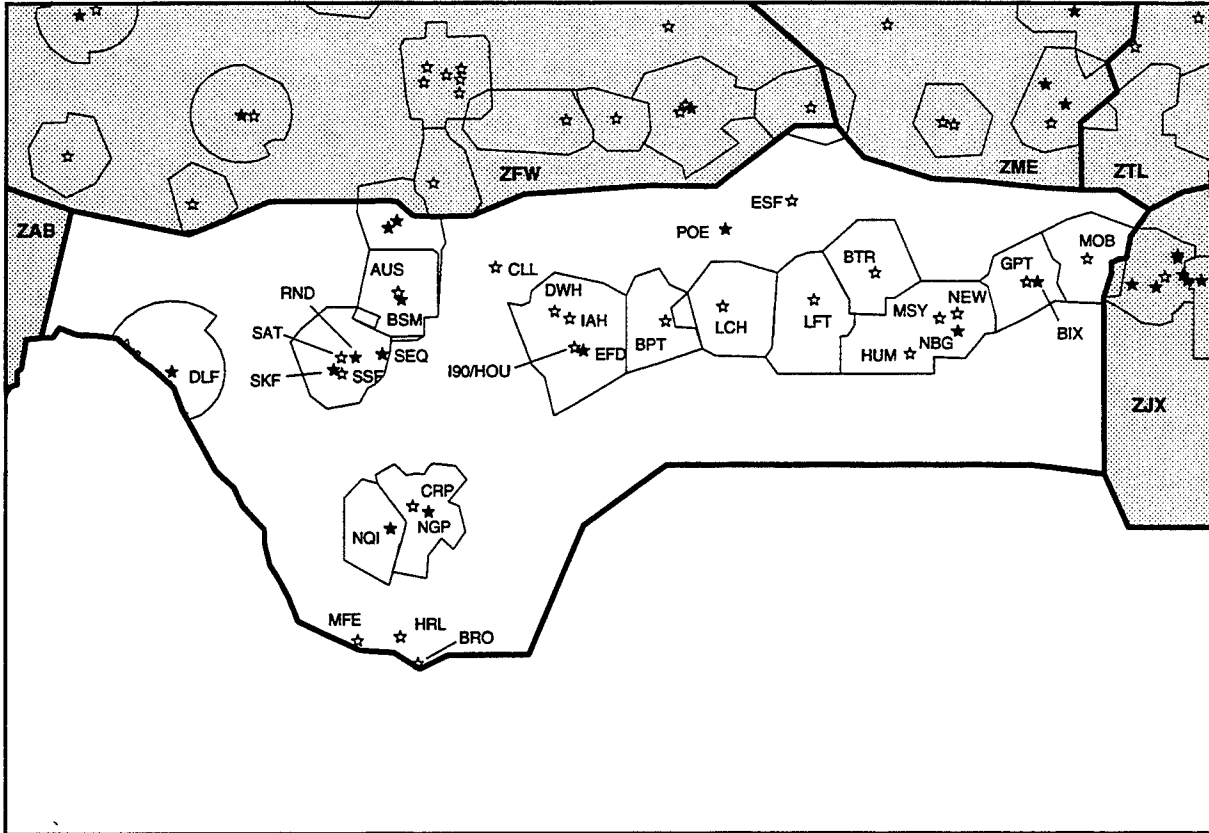 ZFW
ZME
ZTL
ESF
ZAB
POE
MOB
BTR
GPT
AUS
CLL
DWH
RND
NEW
MSY
IAH
BSM
LCH
LFT
SAT
BIX
BPT
NBG
SEQ
EFD
HUM
I90/HOU
DLF
SSF
SKF
ZJX
CRP
NGP
NQI
MFE
HRL
BRO